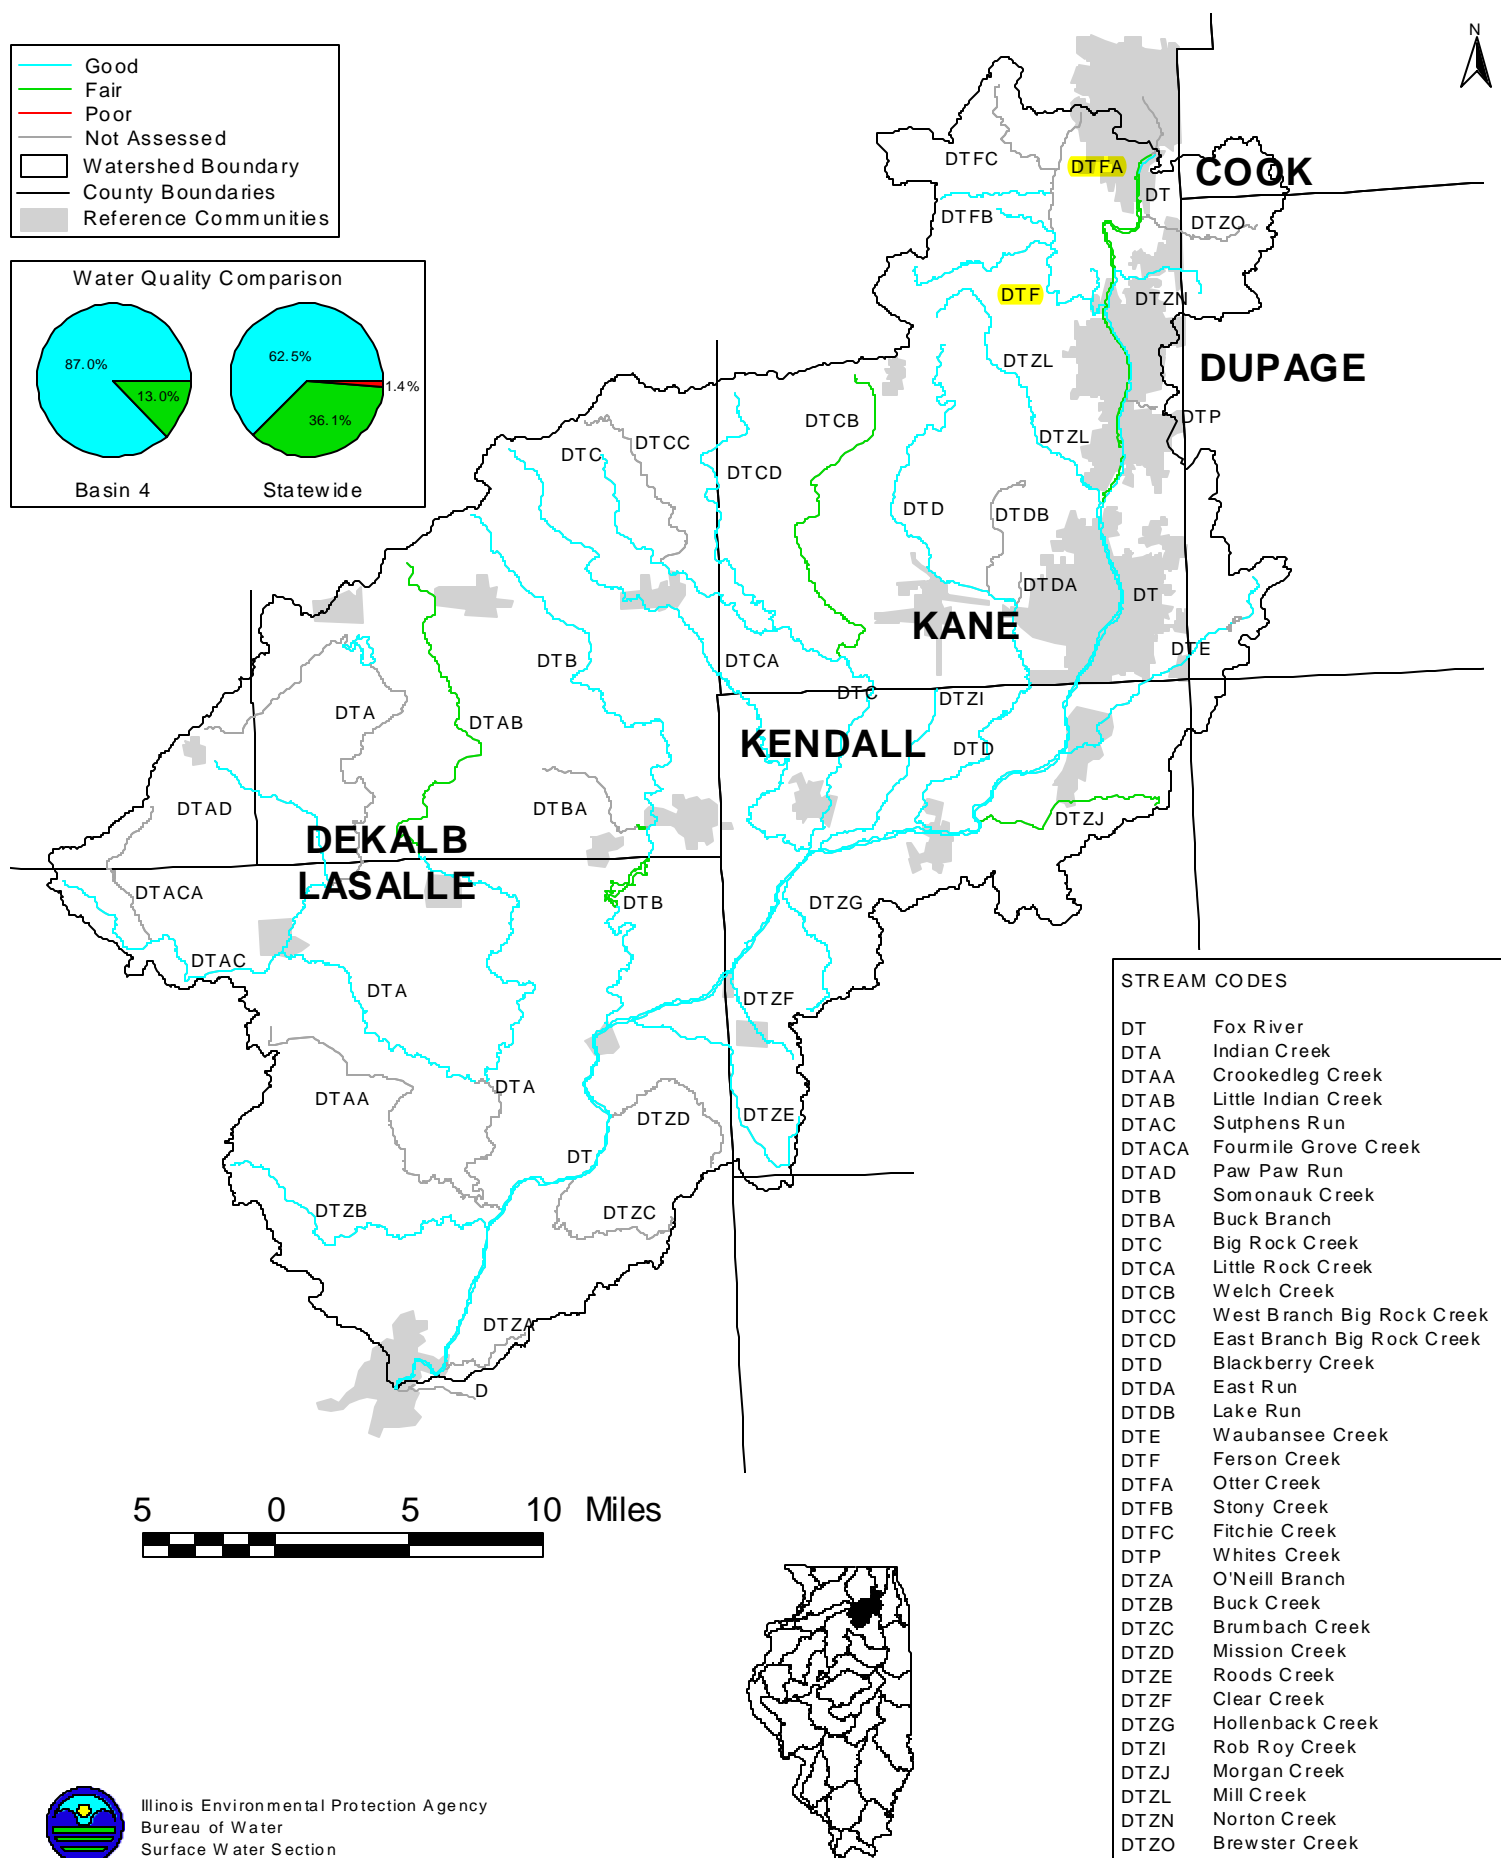 N
Good
Fair
Poor
Not Assessed
Watershed Boundary
County Boundaries
Reference Communities
Water Quality Comparison
87.0%
13.0%
62.5%
1.4%
36.1%
Basin 4
Statewide
DTFC
DTFA
COOK
DT
DTFB
DTZO
DTF
DTZN
DTZL
DUPAGE
DTCB
DTP
DTZL
DTCC
DTC
DTCD
DTD
DTDB
DTDA
DT
KANE
DTE
DTB
DTCA
DTC
DTZI
DTA
DTAB
KENDALL
DTD
DTAD
DTBA
DTZJ
DEKALB
LASALLE
DTACA
DTB
DTZG
DTAC
DTA
DTZF
DTA
DTAA
DTZE
DTZD
DT
DTZB
DTZC
DTZA
D
5 0 5 10 Miles
STREAM CODES
DT Fox River
DTA Indian Creek
DTAA Crookedleg Creek
DTAB Little Indian Creek
DTAC Sutphens Run
DTACA Fourmile Grove Creek
DTAD Paw Paw Run
DTB Somonauk Creek
DTBA Buck Branch
DTC Big Rock Creek
DTCA Little Rock Creek
DTCB Welch Creek
DTCC West Branch Big Rock Creek
DTCD East Branch Big Rock Creek
DTD Blackberry Creek
DTDA East Run
DTDB Lake Run
DTE Waubansee Creek
DTF Ferson Creek
DTFA Otter Creek
DTFB Stony Creek
DTFC Fitchie Creek
DTP Whites Creek
DTZA O'Neill Branch
DTZB Buck Creek
DTZC Brumbach Creek
DTZD Mission Creek
DTZE Roods Creek
DTZF Clear Creek
DTZG Hollenback Creek
DTZI Rob Roy Creek
DTZJ Morgan Creek
DTZL Mill Creek
DTZN Norton Creek
DTZO Brewster Creek
Illinois Environmental Protection Agency
Bureau of Water
Surface Water Section